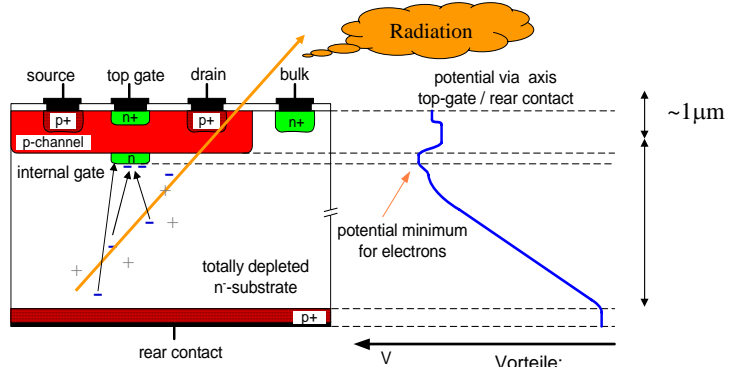 Radiation
source
top gate
drain
bulk
potential via axis
top-gate / rear contact
~1μm
p+
n+
p+
n+
p-channel
n
internal gate
potential minimum
for electrons
totally depleted
n⁻-substrate
p+
rear contact
V
Vorteile: